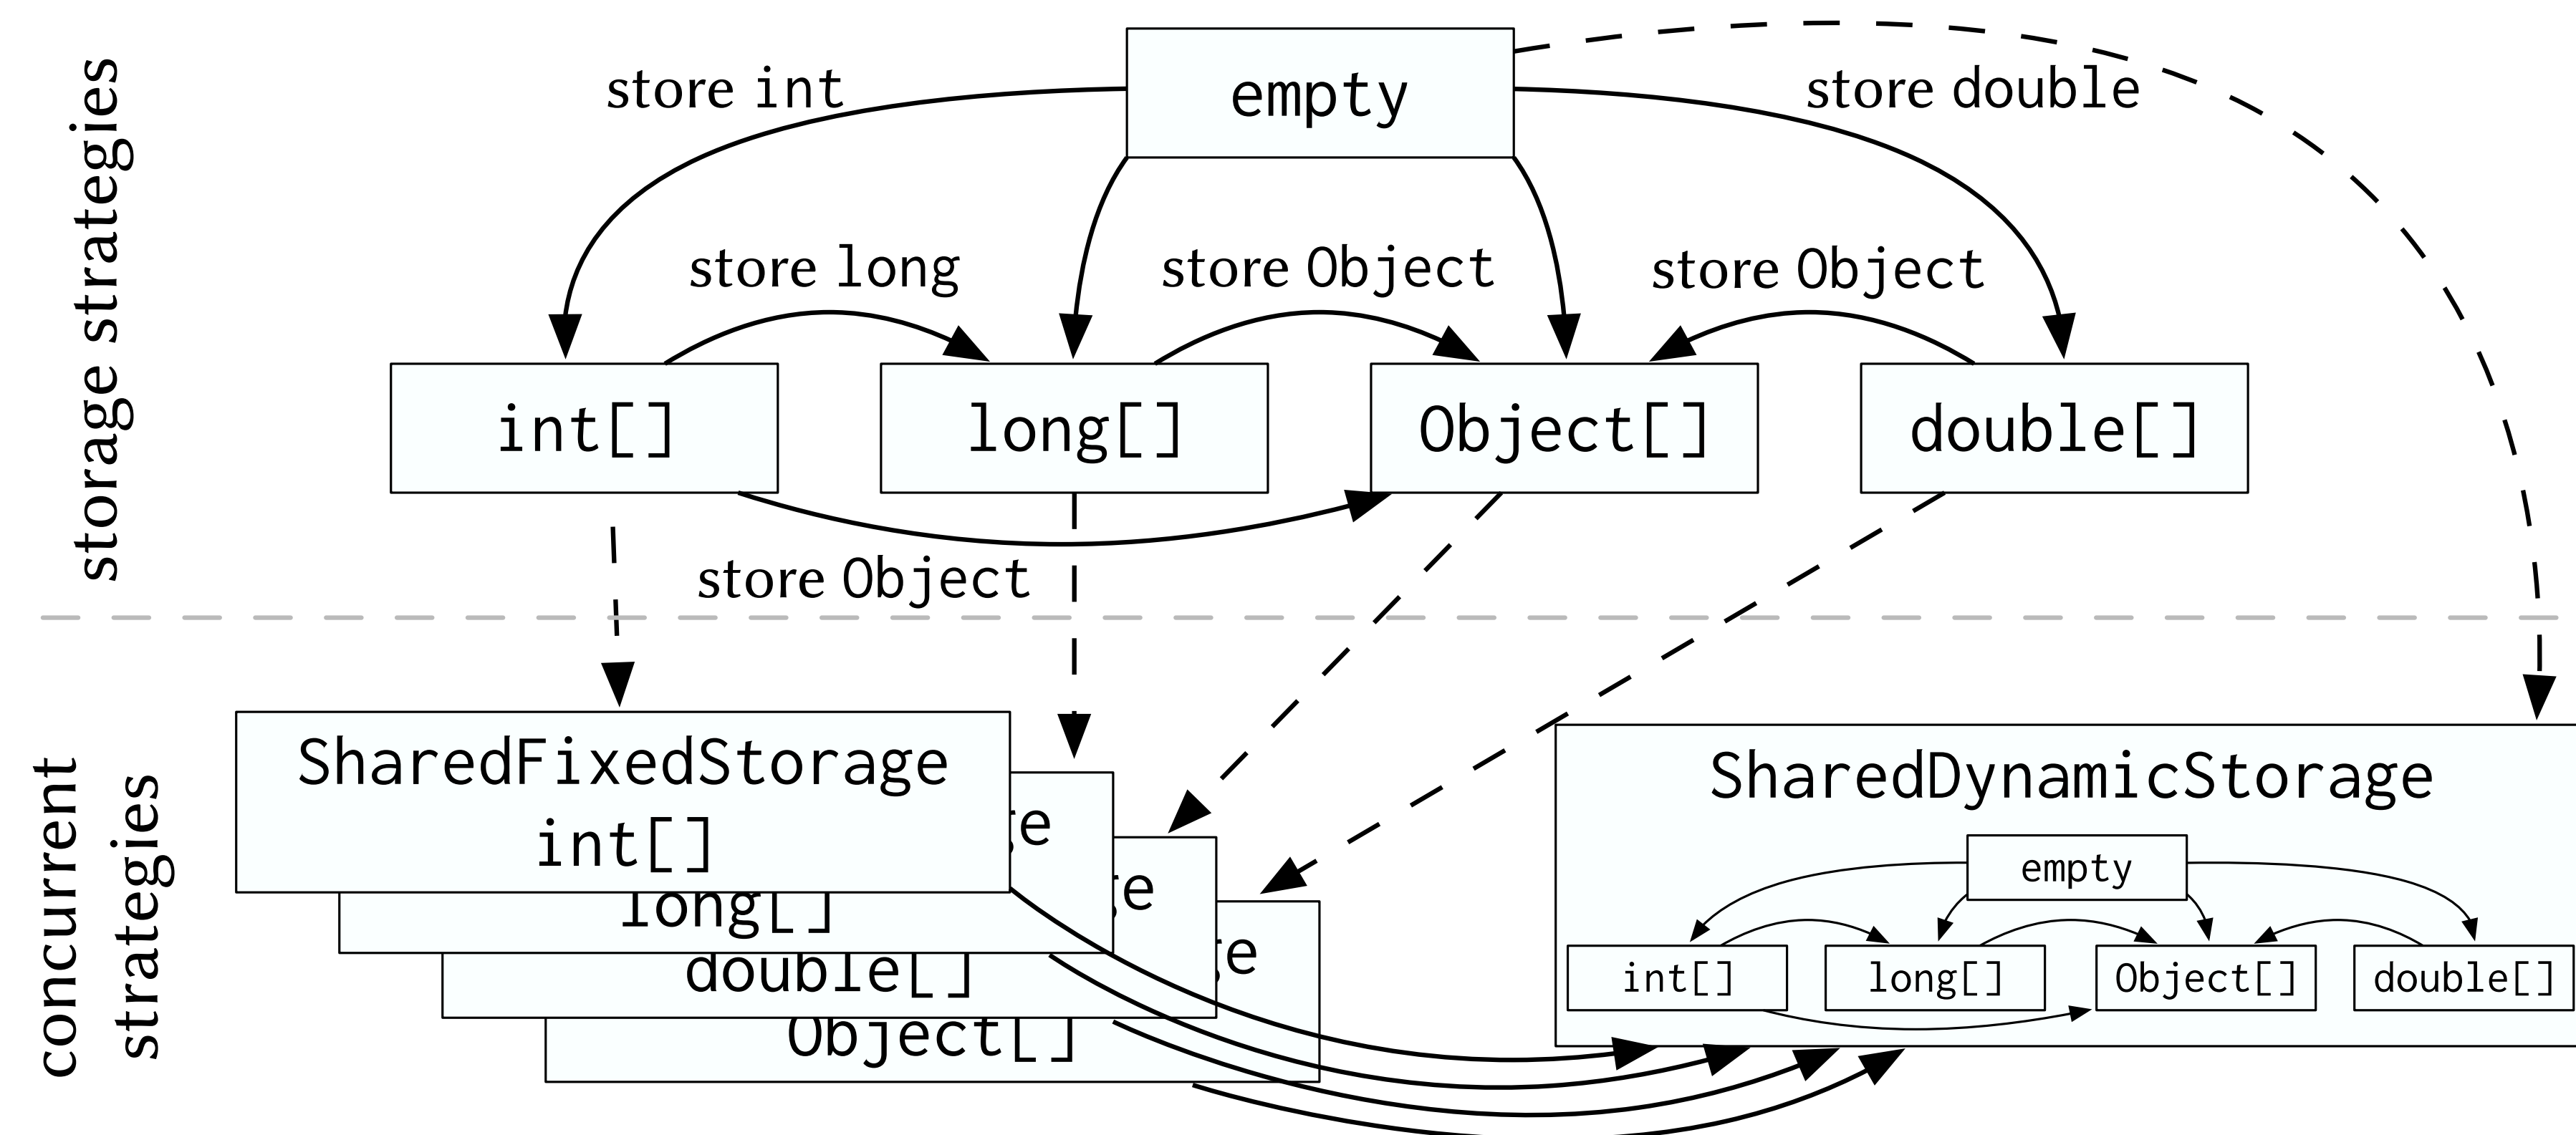 storage strategies
empty
store int
store double
store long
store Object
store Object
int[]
long[]
Object[]
double[]
store Object
concurrent
strategies
SharedFixedStorage
int[]
long[]
double[]
Object[]
SharedDynamicStorage
empty
int[]
long[]
Object[]
double[]